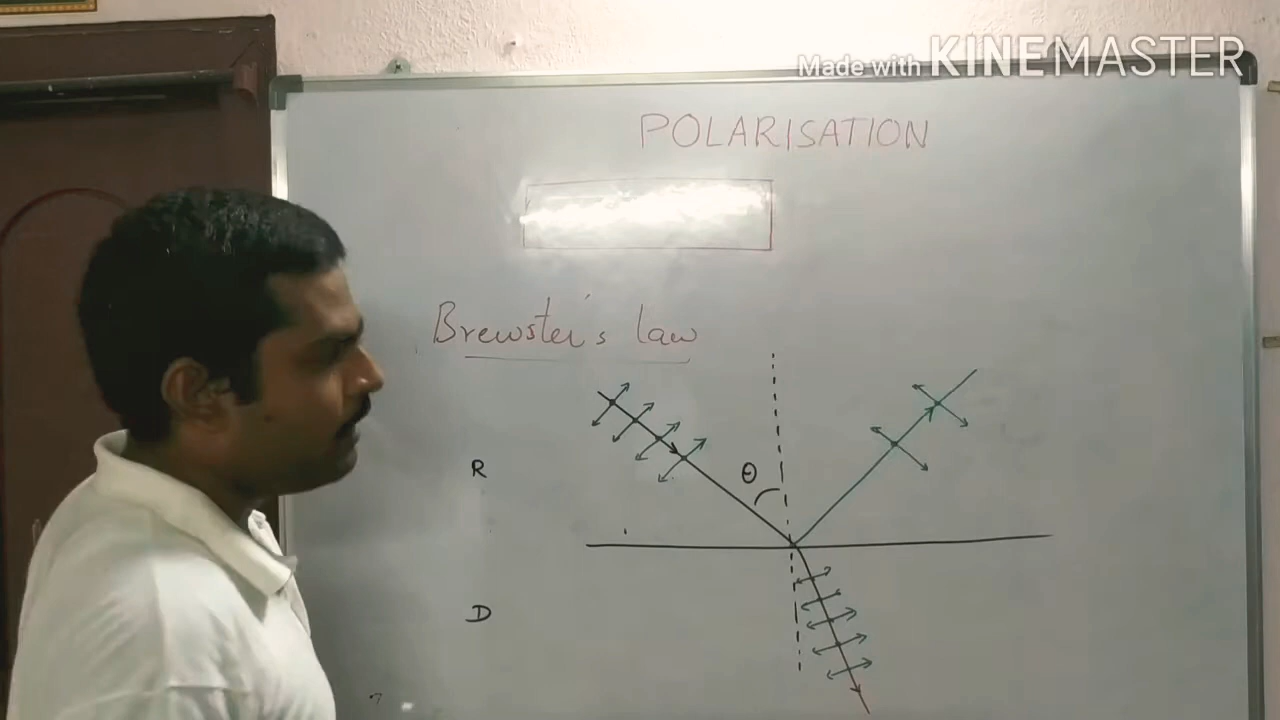 Made with KINEMASTER
POLARISATION
Brewster's law
θ
R
D